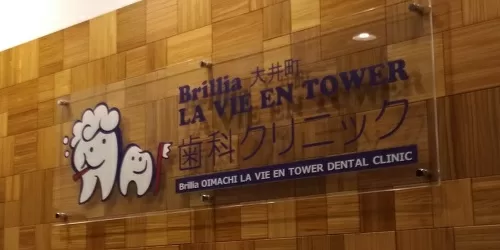 Brillia 大井町
LA VIE EN TOWER
歯科クリニック
Brillia OIMACHI LA VIE EN TOWER DENTAL CLINIC